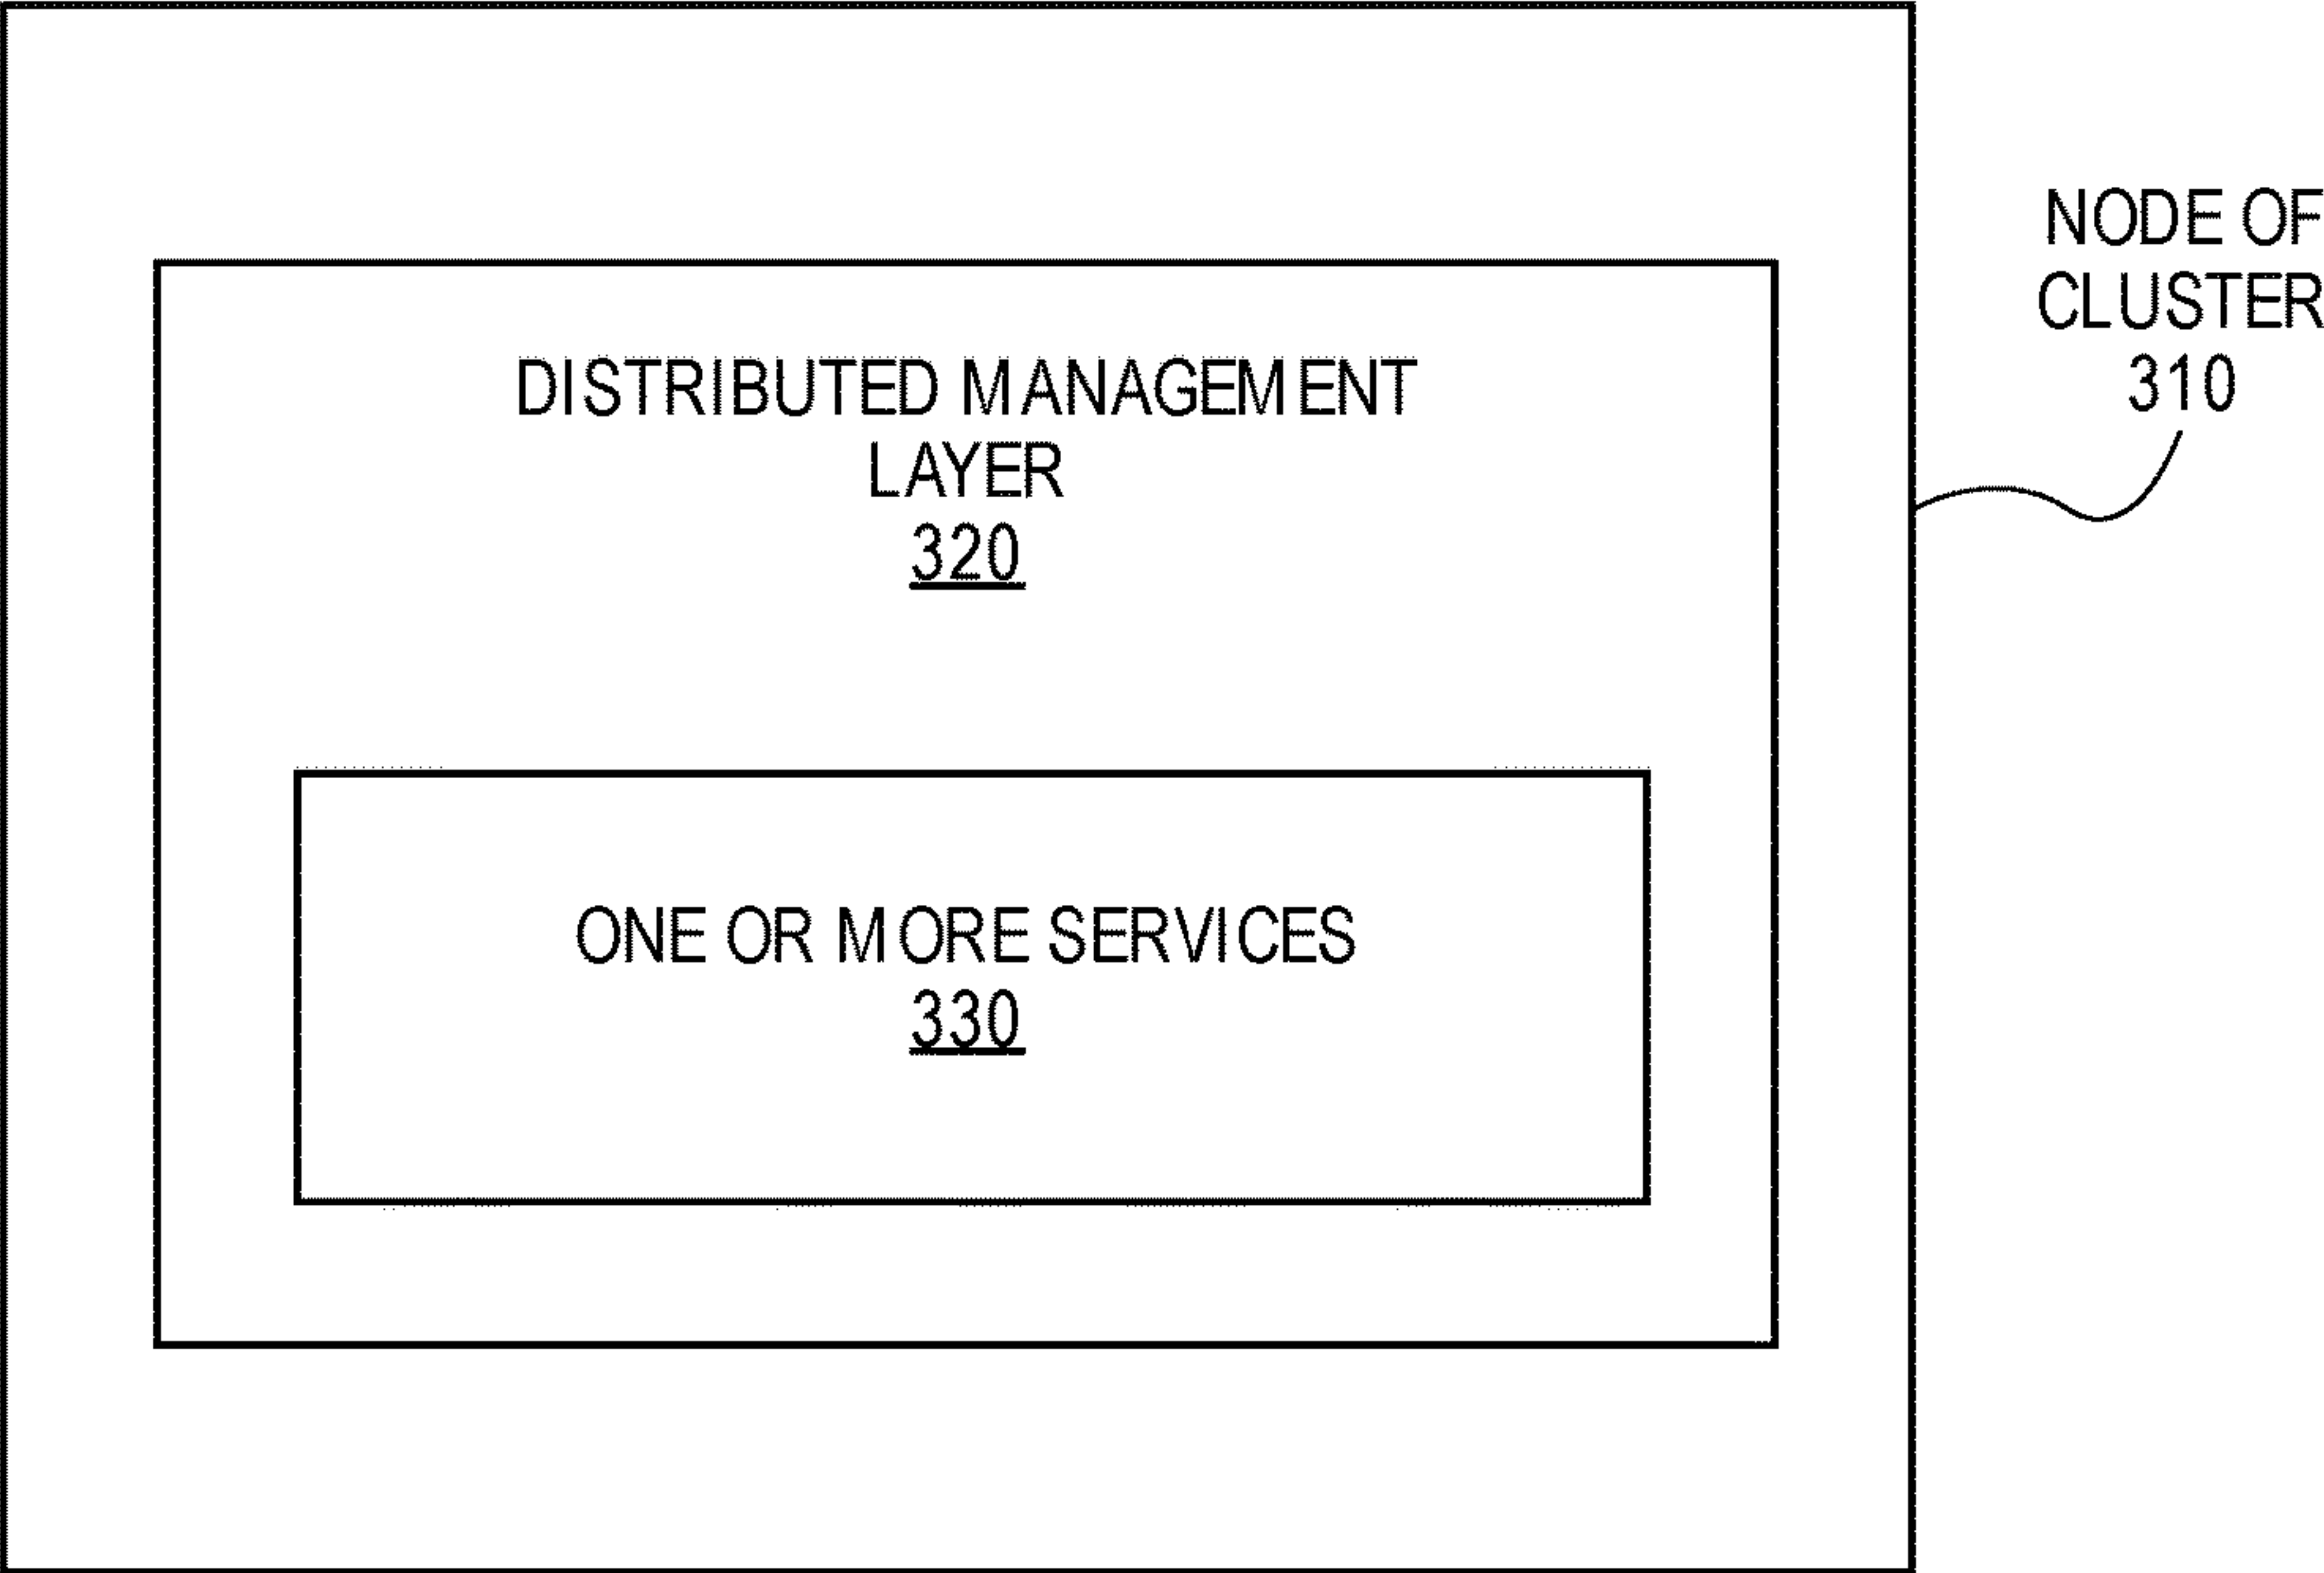 NODE OF
CLUSTER
310
DISTRIBUTED MANAGEMENT
LAYER
320
ONE OR MORE SERVICES
330